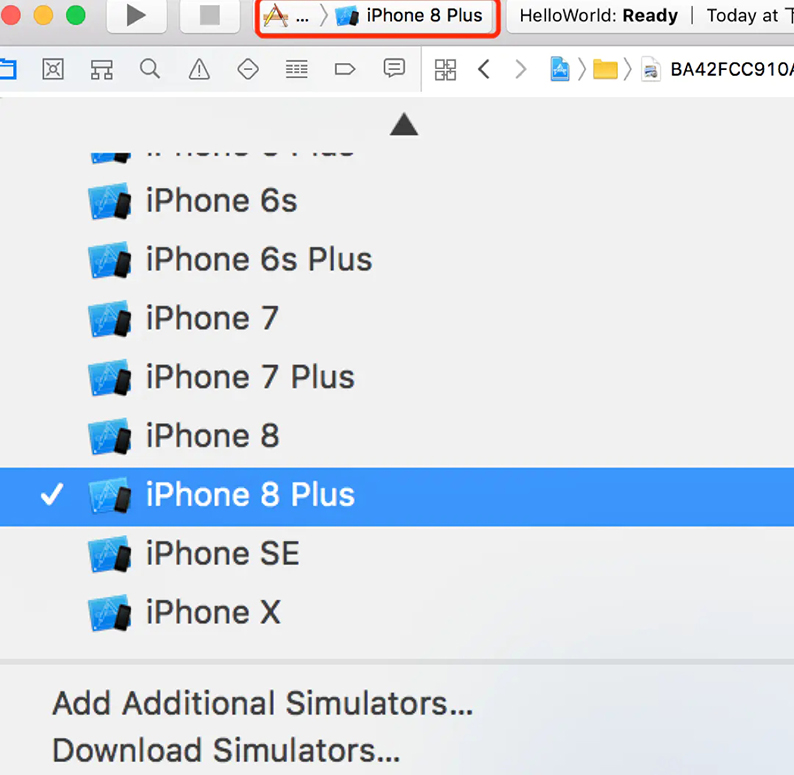 ... iPhone 8 Plus HelloWorld: Ready | Today at 下
BA42FCC910A
iPhone 6s
iPhone 6s Plus
iPhone 7
iPhone 7 Plus
iPhone 8
iPhone 8 Plus
iPhone SE
iPhone X
Add Additional Simulators...
Download Simulators...